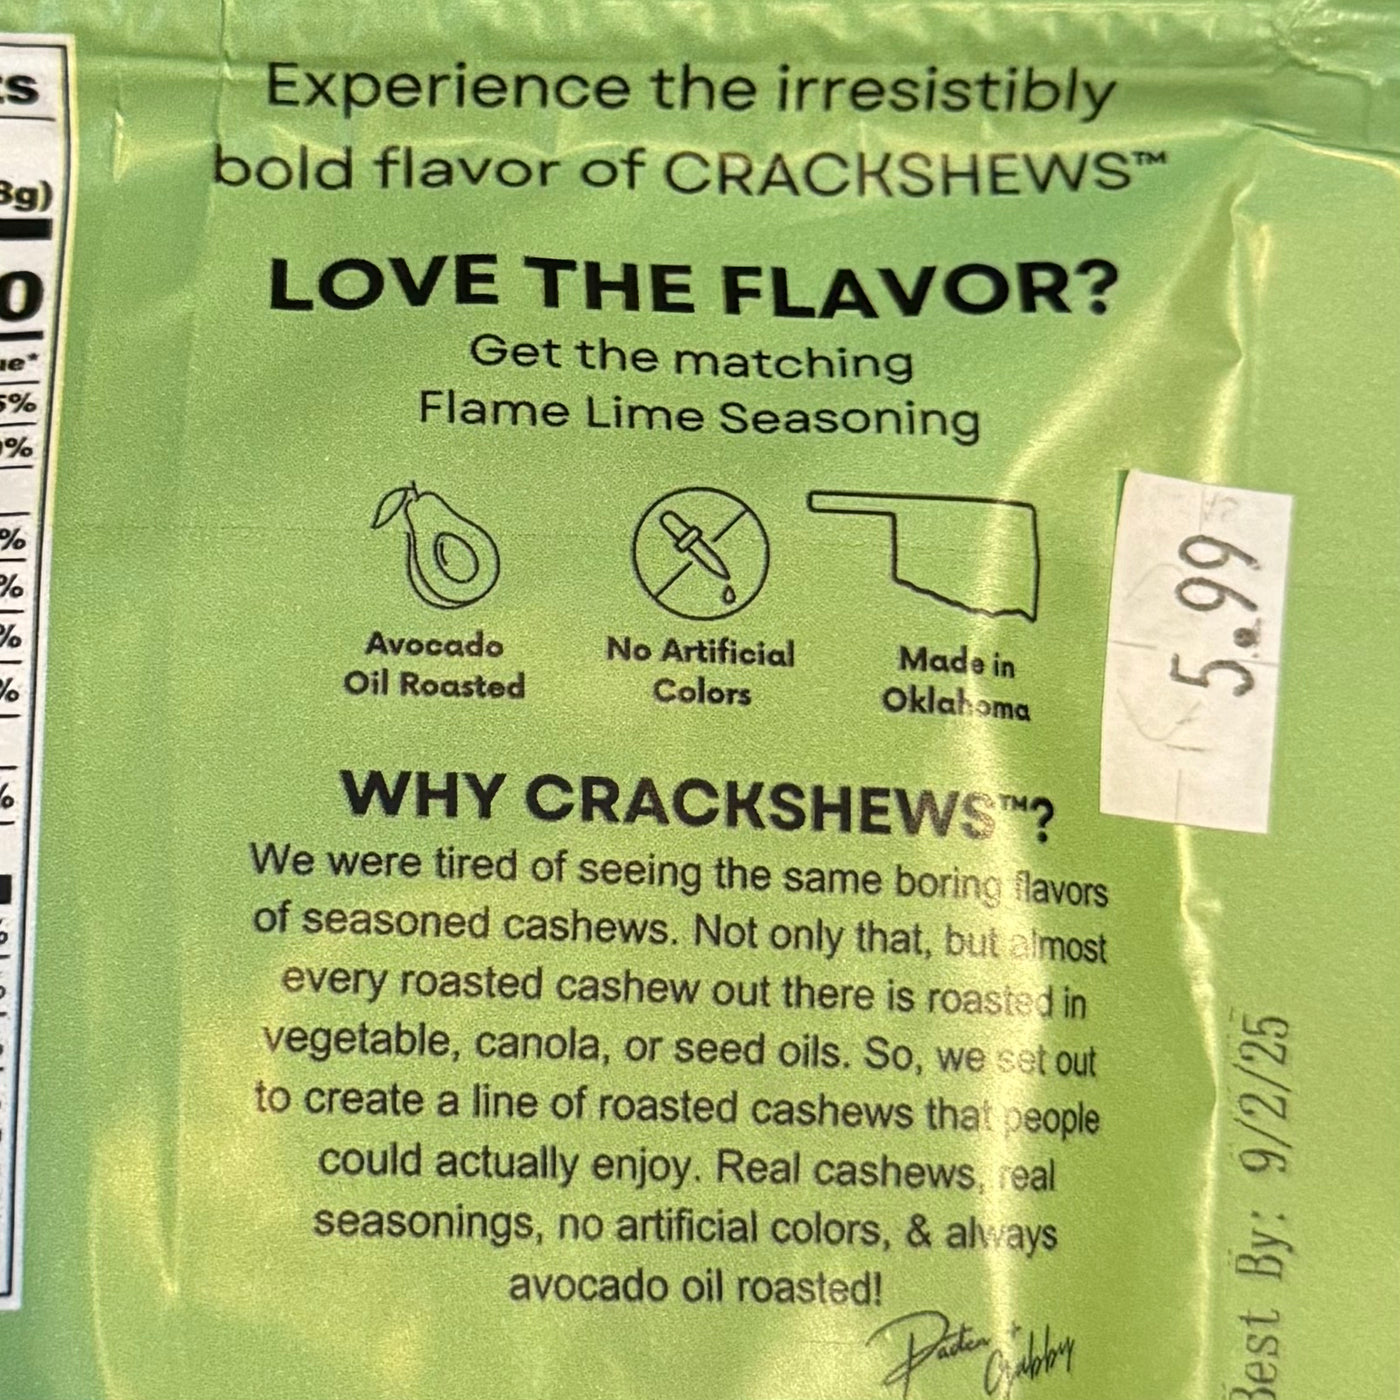 Experience the irresistibly
bold flavor of CRACKSHEWS™
LOVE THE FLAVOR?
Get the matching
Flame Lime Seasoning
Avocado
Oil Roasted
No Artificial
Colors
Made in
Oklahoma
5.99
WHY CRACKSHEWS™?
We were tired of seeing the same boring flavors
of seasoned cashews. Not only that, but almost
every roasted cashew out there is roasted in
vegetable, canola, or seed oils. So, we set out
to create a line of roasted cashews that people
could actually enjoy. Real cashews, real
seasonings, no artificial colors, & always
avocado oil roasted!
+ Gabby
Best By: 9/2/25